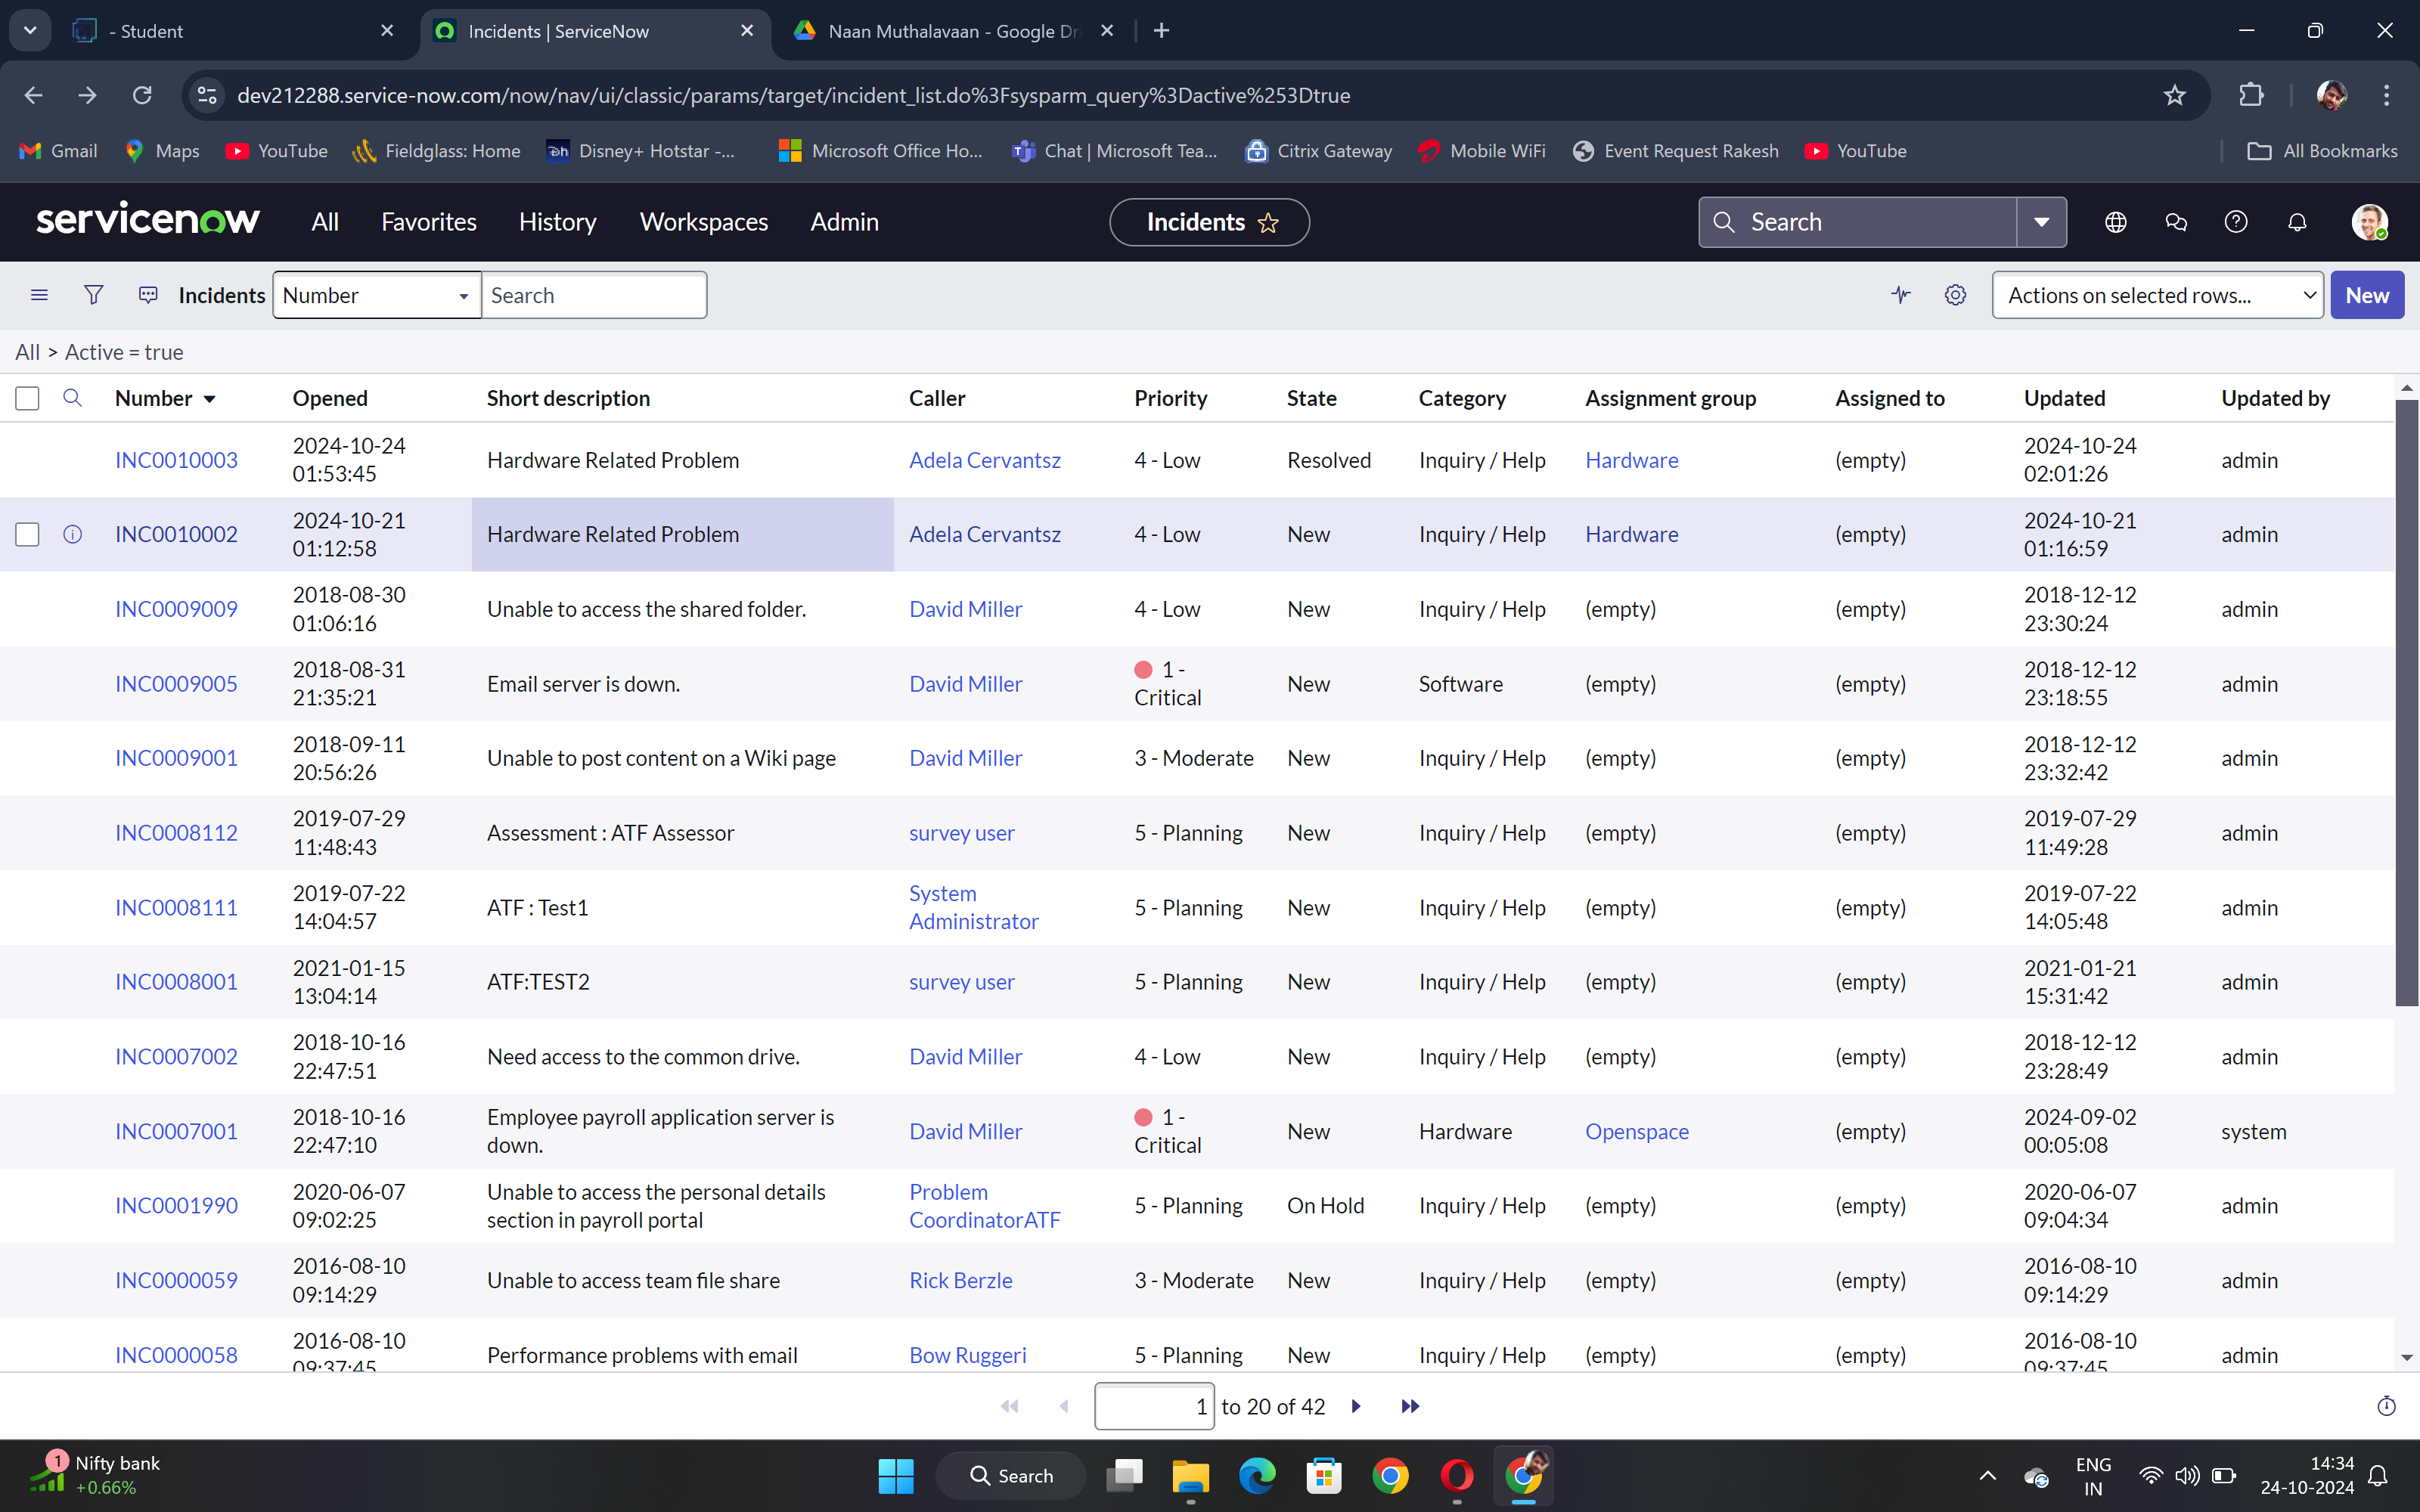 - Student
Incidents | ServiceNow
Naan Muthalavaan - Google Dr
dev212288.service-now.com/now/nav/ui/classic/params/target/incident_list.do%3Fsysparm_query%3Dactive%253Dtrue
Gmail Maps YouTube Fieldglass: Home Disney+ Hotstar -... Microsoft Office Ho... Chat | Microsoft Tea... Citrix Gateway Mobile WiFi Event Request Rakesh YouTube All Bookmarks
servicenow All Favorites History Workspaces Admin Incidents Search
Incidents Number Search Actions on selected rows... New
All > Active = true
Number Opened Short description Caller Priority State Category Assignment group Assigned to Updated Updated by
INC0010003 2024-10-24 01:53:45 Hardware Related Problem Adela Cervantsz 4 - Low Resolved Inquiry / Help Hardware (empty) 2024-10-24 02:01:26 admin
INC0010002 2024-10-21 01:12:58 Hardware Related Problem Adela Cervantsz 4 - Low New Inquiry / Help Hardware (empty) 2024-10-21 01:16:59 admin
INC0009009 2018-08-30 01:06:16 Unable to access the shared folder. David Miller 4 - Low New Inquiry / Help (empty) (empty) 2018-12-12 23:30:24 admin
INC0009005 2018-08-31 21:35:21 Email server is down. David Miller 1 - Critical New Software (empty) (empty) 2018-12-12 23:18:55 admin
INC0009001 2018-09-11 20:56:26 Unable to post content on a Wiki page David Miller 3 - Moderate New Inquiry / Help (empty) (empty) 2018-12-12 23:32:42 admin
INC0008112 2019-07-29 11:48:43 Assessment : ATF Assessor survey user 5 - Planning New Inquiry / Help (empty) (empty) 2019-07-29 11:49:28 admin
INC0008111 2019-07-22 14:04:57 ATF : Test1 System Administrator 5 - Planning New Inquiry / Help (empty) (empty) 2019-07-22 14:05:48 admin
INC0008001 2021-01-15 13:04:14 ATF:TEST2 survey user 5 - Planning New Inquiry / Help (empty) (empty) 2021-01-21 15:31:42 admin
INC0007002 2018-10-16 22:47:51 Need access to the common drive. David Miller 4 - Low New Inquiry / Help (empty) (empty) 2018-12-12 23:28:49 admin
INC0007001 2018-10-16 22:47:10 Employee payroll application server is down. David Miller 1 - Critical New Hardware Openspace (empty) 2024-09-02 00:05:08 system
INC0001990 2020-06-07 09:02:25 Unable to access the personal details section in payroll portal Problem CoordinatorATF 5 - Planning On Hold Inquiry / Help (empty) (empty) 2020-06-07 09:04:34 admin
INC0000059 2016-08-10 09:14:29 Unable to access team file share Rick Berzle 3 - Moderate New Inquiry / Help (empty) (empty) 2016-08-10 09:14:29 admin
INC0000058 2016-08-10 09:37:45 Performance problems with email Bow Ruggeri 5 - Planning New Inquiry / Help (empty) (empty) 2016-08-10 09:37:45 admin
1 to 20 of 42
1 Nifty bank
+0.66%
Search
ENG
IN
14:34
24-10-2024